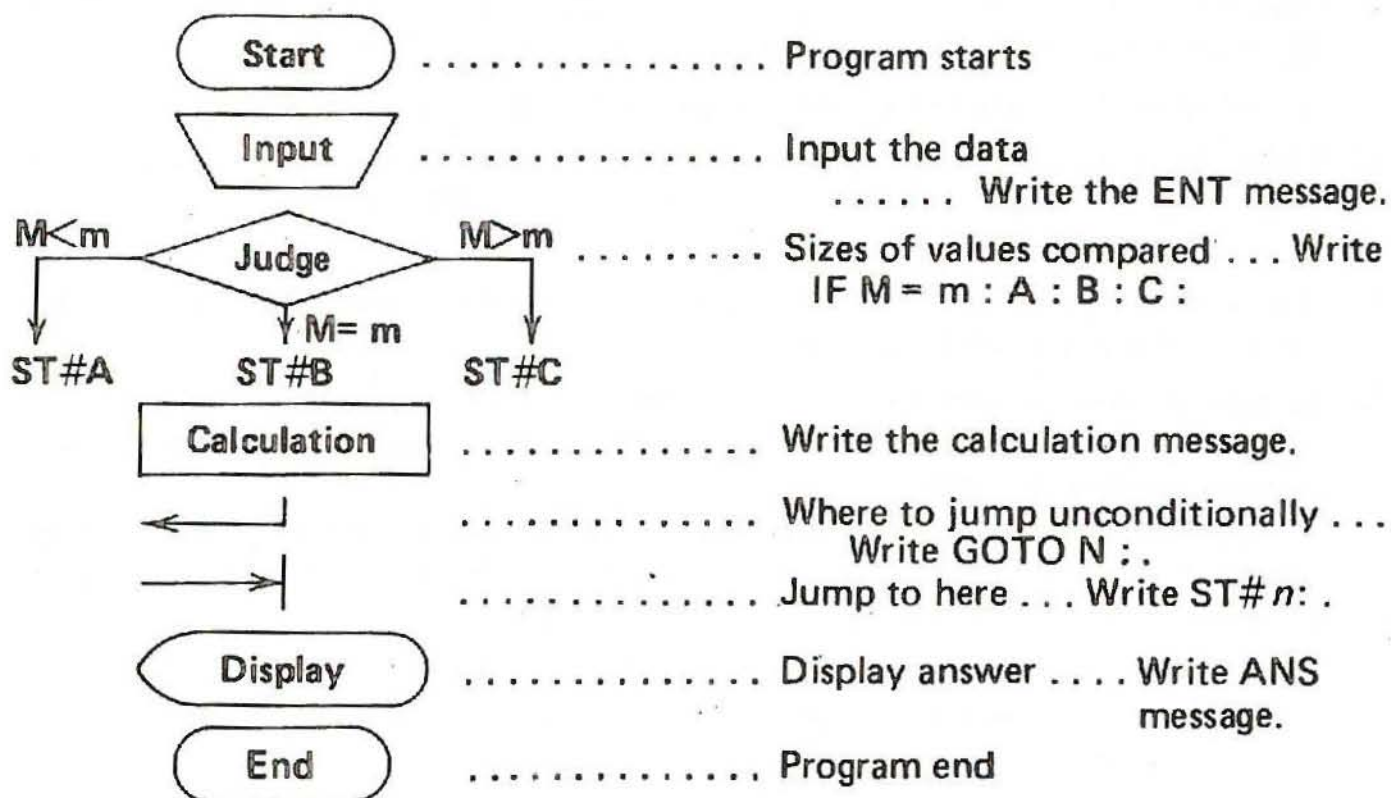 Start ................ Program starts
Input ................ Input the data
...... Write the ENT message.
M<m Judge M>m ......... Sizes of values compared ... Write
IF M = m : A : B : C :
M= m
ST#A ST#B ST#C
Calculation .............. Write the calculation message.
.............. Where to jump unconditionally ...
Write GOTO N : .
.............. Jump to here ... Write ST# n: .
Display .............. Display answer .... Write ANS
message.
End .............. Program end